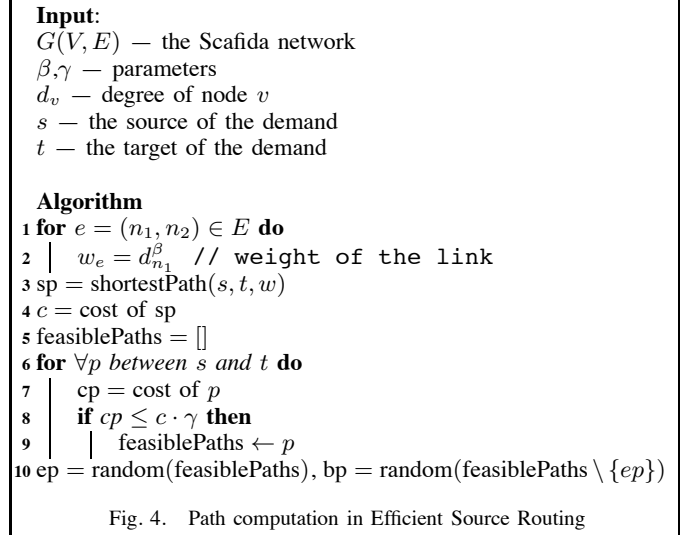 Input:
G(V, E) — the Scafida network
β,γ — parameters
d_v — degree of node v
s — the source of the demand
t — the target of the demand
Algorithm
1 for e = (n₁, n₂) ∈ E do
2 w_e = d_{n₁}^β // weight of the link
3 sp = shortestPath(s, t, w)
4 c = cost of sp
5 feasiblePaths = []
6 for ∀p between s and t do
7 cp = cost of p
8 if cp ≤ c · γ then
9 feasiblePaths ← p
10 ep = random(feasiblePaths), bp = random(feasiblePaths \ {ep})
Fig. 4. Path computation in Efficient Source Routing